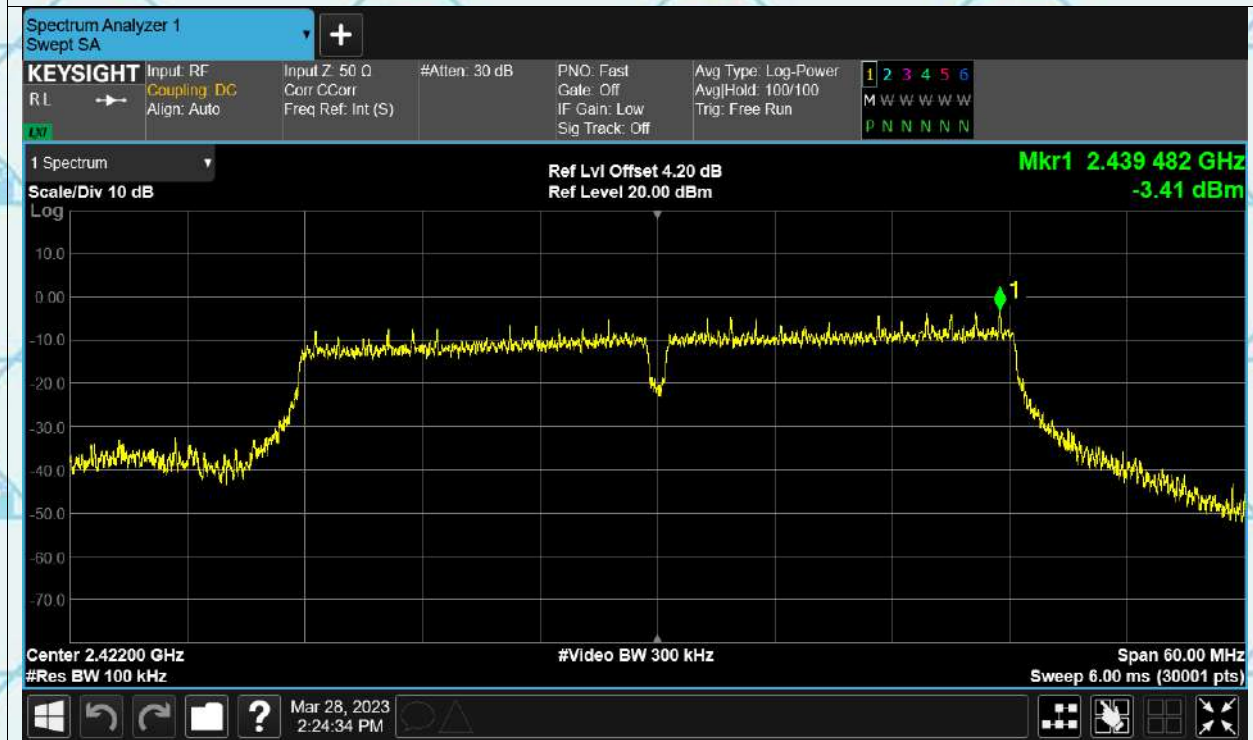 Spectrum Analyzer 1
Swept SA
+
KEYSIGHT
RL
LXI
Input: RF
Coupling: DC
Align: Auto
Input Z: 50 Ω
Corr CCorr
Freq Ref: Int (S)
#Atten: 30 dB
PNO: Fast
Gate: Off
IF Gain: Low
Sig Track: Off
Avg Type: Log-Power
Avg|Hold: 100/100
Trig: Free Run
1 2 3 4 5 6
M W W W W W
P N N N N N
1 Spectrum
Scale/Div 10 dB
Log
Ref Lvl Offset 4.20 dB
Ref Level 20.00 dBm
Mkr1 2.439 482 GHz
-3.41 dBm
10.0
0.00
-10.0
-20.0
-30.0
-40.0
-50.0
-60.0
-70.0
1
Center 2.42200 GHz
#Res BW 100 kHz
#Video BW 300 kHz
Span 60.00 MHz
Sweep 6.00 ms (30001 pts)
?
Mar 28, 2023
2:24:34 PM